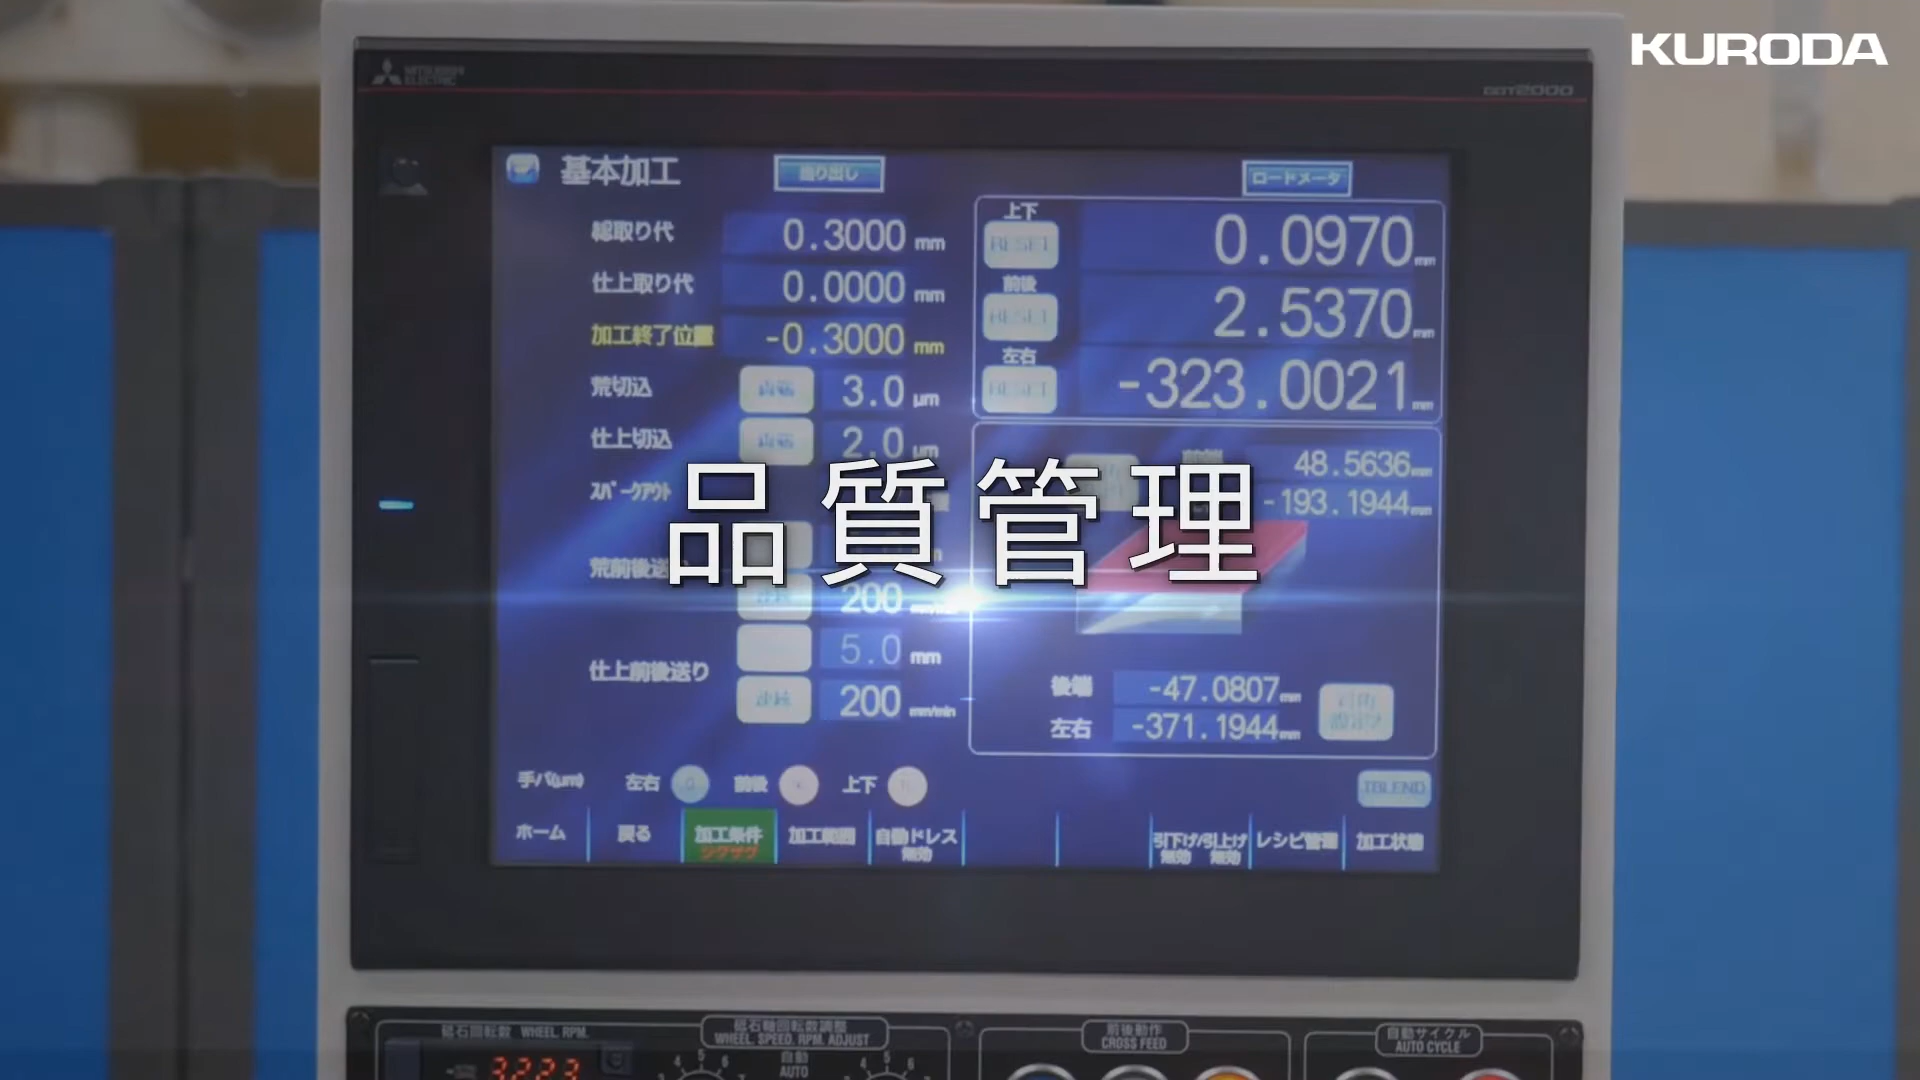 KURODA
MITSUBISHI
ELECTRIC
GOT2000
基本加工
ロードメータ
総取り代 0.3000 mm
仕上取り代 0.0000 mm
加工終了位置 -0.3000 mm
荒切込 3.0 μm
仕上切込 2.0 μm
スパークアウト
荒前後送
200
仕上前後送り
5.0 mm
200 mm/min
上下
RESET 0.0970 mm
前後
RESET 2.5370 mm
左右
RESET -323.0021 mm
48.5636 mm
-193.1944 mm
品質管理
後端 -47.0807 mm
左右 -371.1944 mm
手パ(μm) 左右 前後 上下
ホーム
戻る
加工条件
ジグザグ
加工範囲
自動ドレス
無効
引下げ/引上げ
無効 無効
レシピ管理
加工状態
砥石回転数 WHEEL. RPM.
3223
砥石軸回転数調整
WHEEL. SPEED. RPM. ADJUST
自動
AUTO
4 5 6
4 5 6
前後動作
CROSS FEED
自動サイクル
AUTO CYCLE